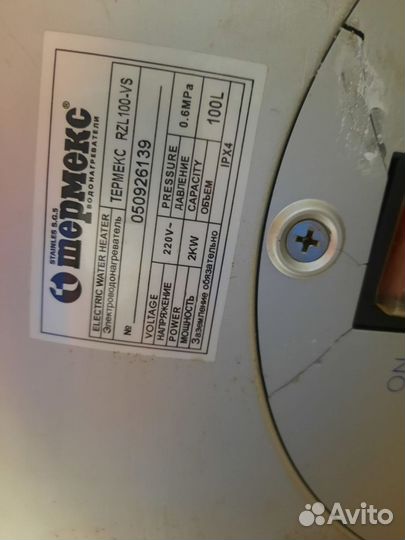 STAINLES S.G.S
термекс®
ВОДОНАГРЕВАТЕЛИ
ELECTRIC WATER HEATER
Электроводонагреватель ТЕРМЕКС RZL100-VS
№ 050926139
VOLTAGE 220V~ PRESSURE 0.6MPa
НАПРЯЖЕНИЕ ДАВЛЕНИЕ
POWER 2KW CAPACITY 100L
МОЩНОСТЬ ОБЪЕМ
Заземление обязательно IPX4
NO
Avito